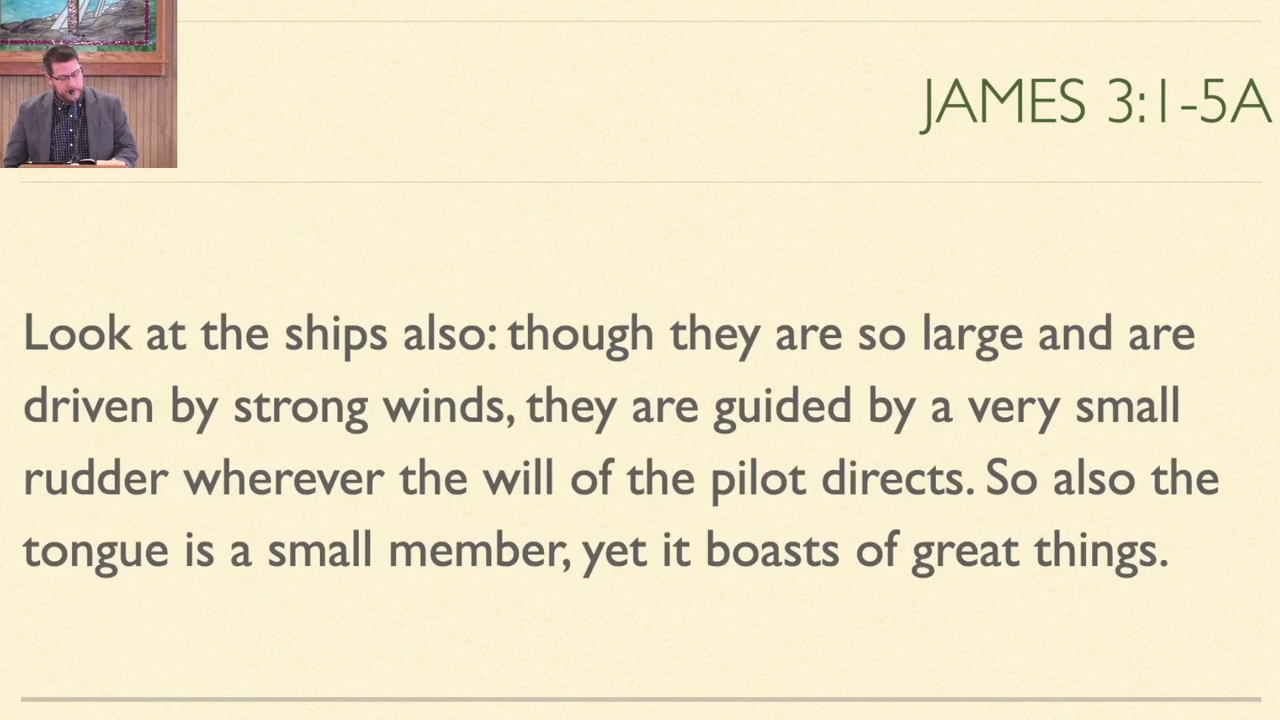 JAMES 3:1-5A
Look at the ships also: though they are so large and are
driven by strong winds, they are guided by a very small
rudder wherever the will of the pilot directs. So also the
tongue is a small member, yet it boasts of great things.